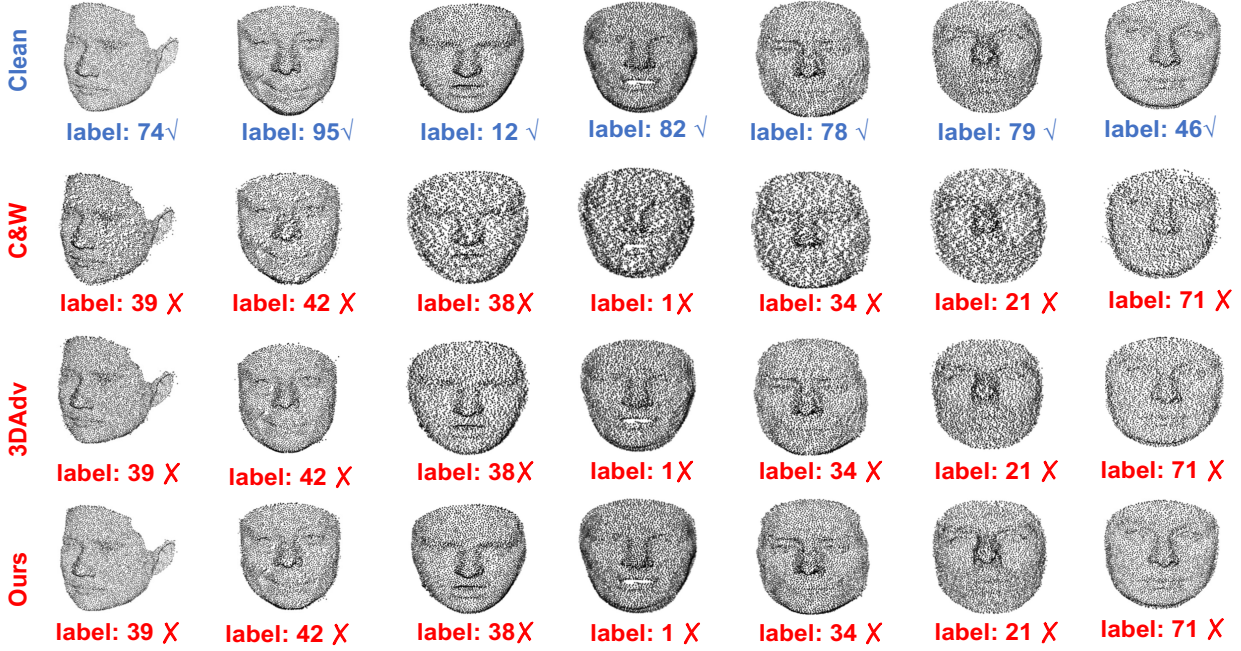 Clean
label: 74√ label: 95√ label: 12 √ label: 82 √ label: 78 √ label: 79 √ label: 46√
C&W
label: 39 ✗ label: 42 ✗ label: 38✗ label: 1✗ label: 34 ✗ label: 21 ✗ label: 71 ✗
3DAdv
label: 39 ✗ label: 42 ✗ label: 38✗ label: 1✗ label: 34 ✗ label: 21 ✗ label: 71 ✗
Ours
label: 39 ✗ label: 42 ✗ label: 38✗ label: 1 ✗ label: 34 ✗ label: 21 ✗ label: 71 ✗